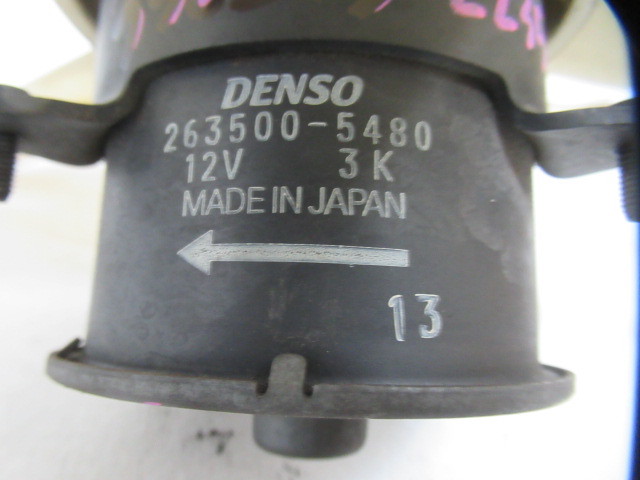 DENSO
263500-5480
12V 3K
MADE IN JAPAN
13